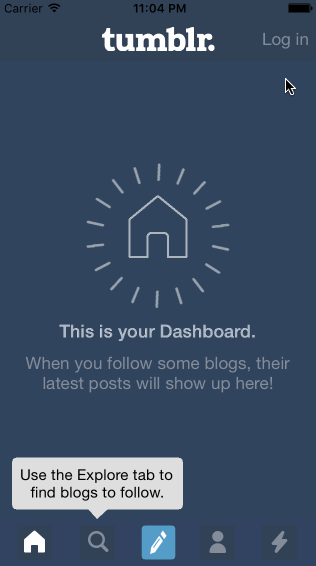 Carrier 11:04 PM
tumblr. Log in
This is your Dashboard.
When you follow some blogs, their
latest posts will show up here!
Use the Explore tab to
find blogs to follow.